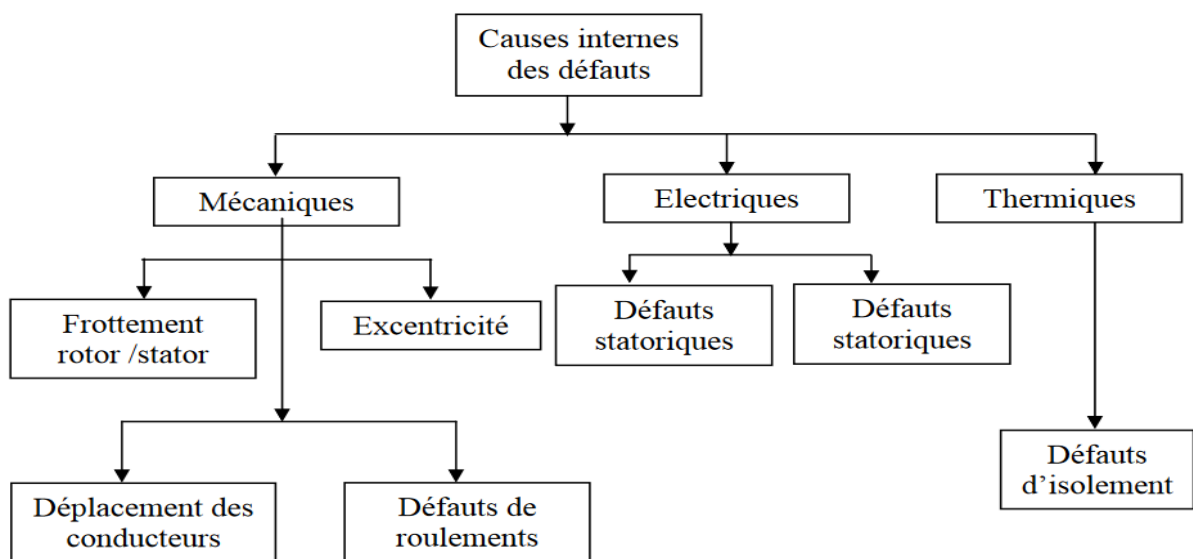 Causes internes
des défauts
Mécaniques
Electriques
Thermiques
Frottement
rotor /stator
Excentricité
Défauts
statoriques
Défauts
statoriques
Déplacement des
conducteurs
Défauts de
roulements
Défauts
d’isolement